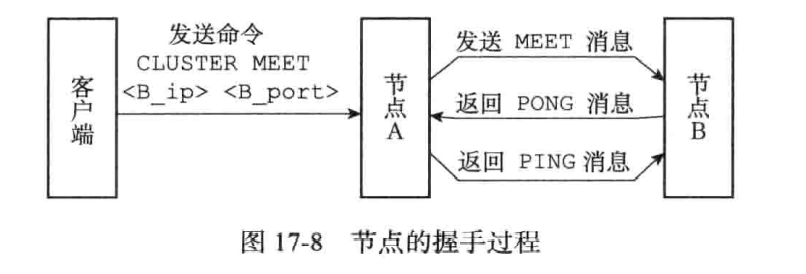 客户端
发送命令
CLUSTER MEET
<B_ip> <B_port>
节点A
发送 MEET 消息
返回 PONG 消息
返回 PING 消息
节点B
图 17-8 节点的握手过程